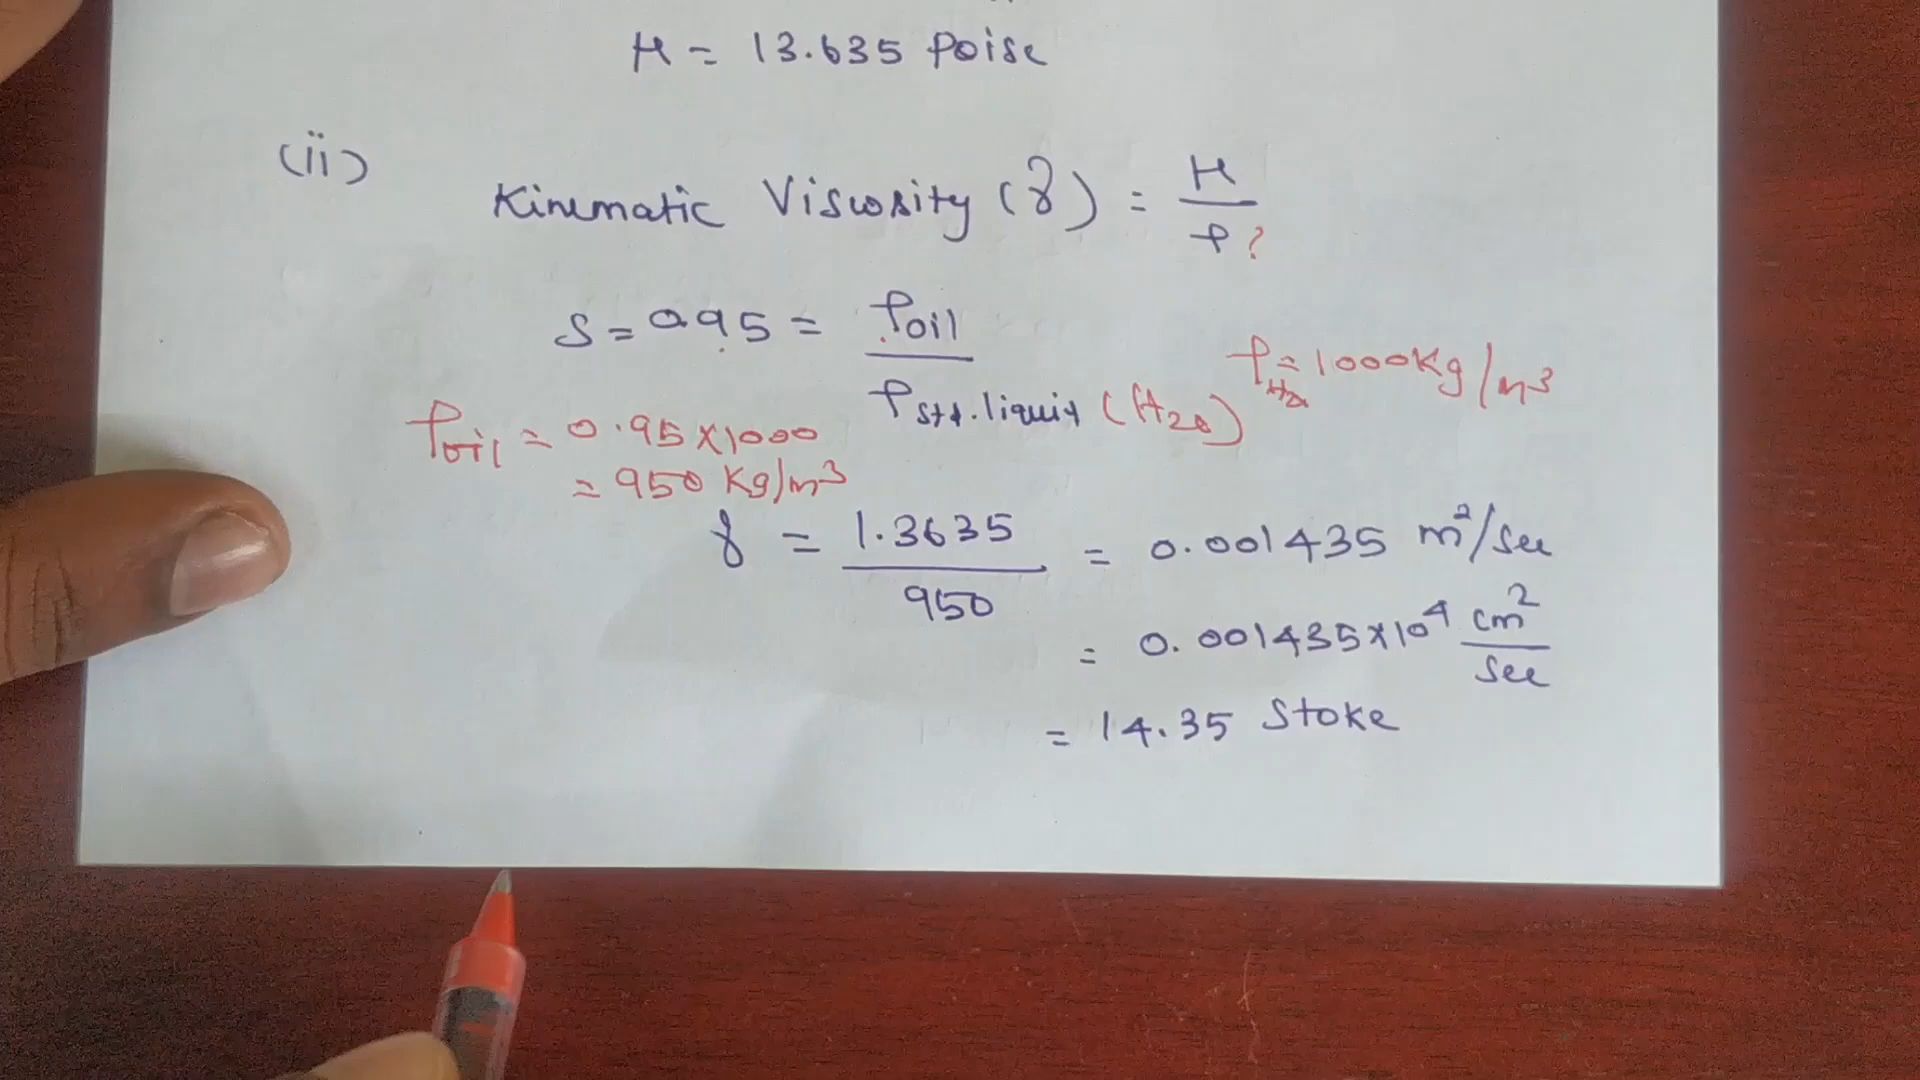 μ = 13.635 Poise
(ii)
Kinematic Viscosity (γ) = μ / ρ ?
S = 0.95 = ρoil / ρstd. liquid (H2O)
ρH2O = 1000 Kg/m³
ρoil = 0.95 × 1000
= 950 Kg/m³
γ = 1.3635 / 950 = 0.001435 m²/sec
= 0.001435 × 10⁴ cm²/sec
= 14.35 Stoke